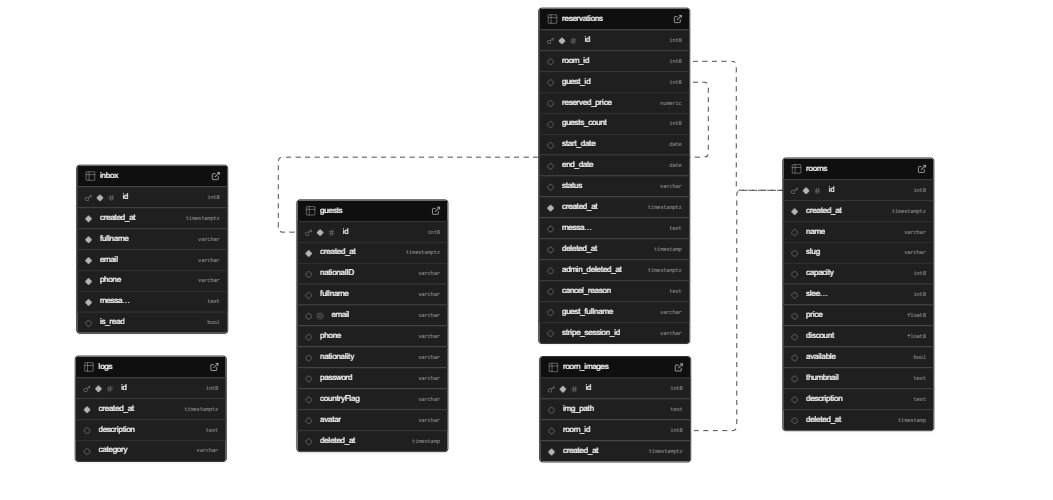 reservations
id int8
room_id int8
guest_id int8
reserved_price numeric
guests_count int8
start_date date
end_date date
status varchar
created_at timestamptz
messa... text
deleted_at timestamp
admin_deleted_at timestamptz
cancel_reason text
guest_fullname varchar
stripe_session_id varchar
inbox
id int8
created_at timestamptz
fullname varchar
email varchar
phone varchar
messa... text
is_read bool
guests
id int8
created_at timestamptz
nationalID varchar
fullname varchar
email varchar
phone varchar
nationality varchar
password varchar
countryFlag varchar
avatar varchar
deleted_at timestamp
rooms
id int8
created_at timestamptz
name varchar
slug varchar
capacity int8
slee... int8
price float8
discount float8
available bool
thumbnail text
description text
deleted_at timestamp
logs
id int8
created_at timestamptz
description text
category varchar
room_images
id int8
img_path text
room_id int8
created_at timestamptz